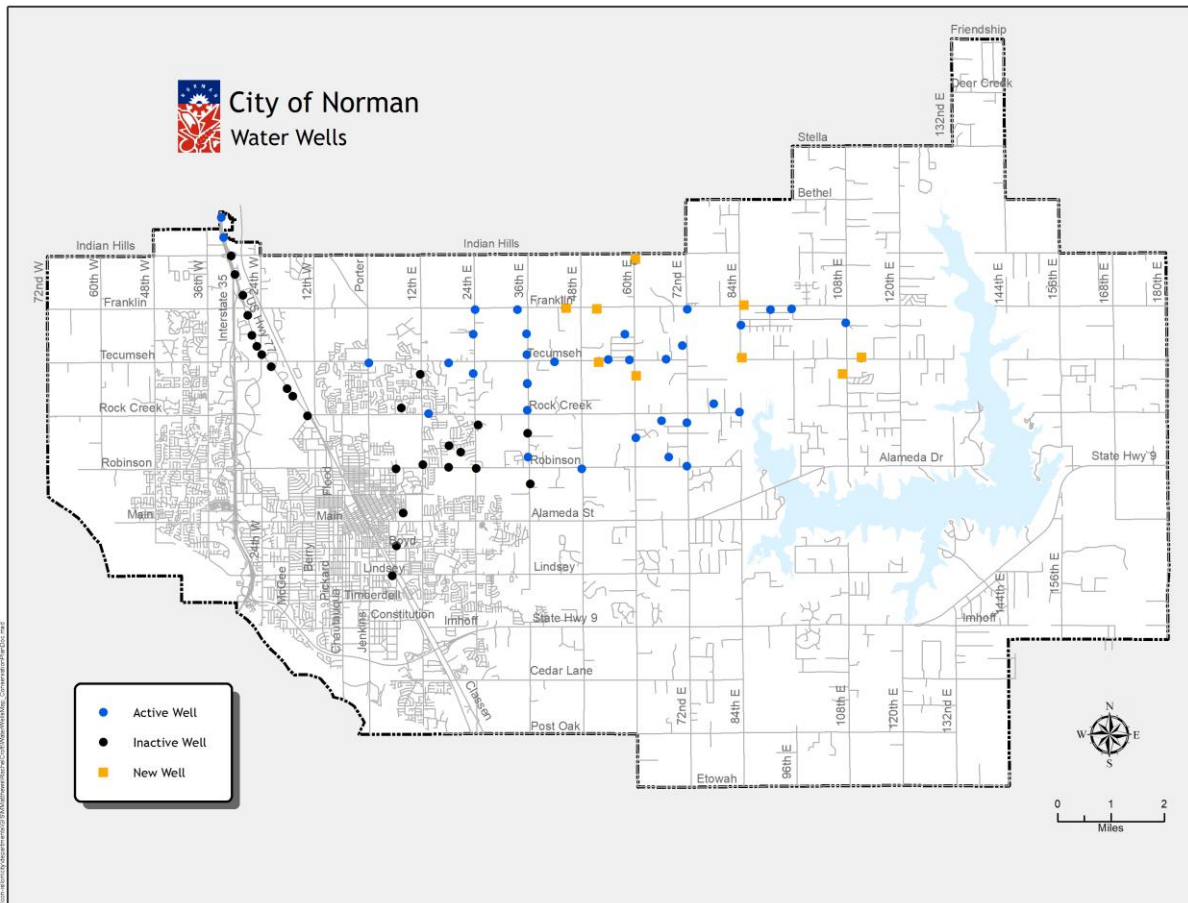 Friendship
Deer Creek
132nd E
NORMAN
City of Norman
Water Wells
Stella
Bethel
Indian Hills
Indian Hills
72nd W
60th W
48th W
36th W
Interstate 35
24th W
US Hwy 77
12th W
Porter
12th E
24th E
36th E
48th E
60th E
72nd E
84th E
108th E
120th E
144th E
156th E
168th E
180th E
Franklin
Franklin
Tecumseh
Tecumseh
Rock Creek
Rock Creek
Robinson
Robinson
Alameda Dr
State Hwy 9
Flood
Main
Main
Alameda St
24th W
Berry
Boyd
McGee
Pickard
Lindsey
Lindsey
Chautauqua
Timberdell
Jenkins
Constitution
Imhoff
State Hwy 9
144th E
156th E
Imhoff
Cedar Lane
Classen
72nd E
84th E
108th E
120th E
132nd E
Post Oak
96th E
Etowah
Active Well
Inactive Well
New Well
N
W
E
S
0 1 2
Miles